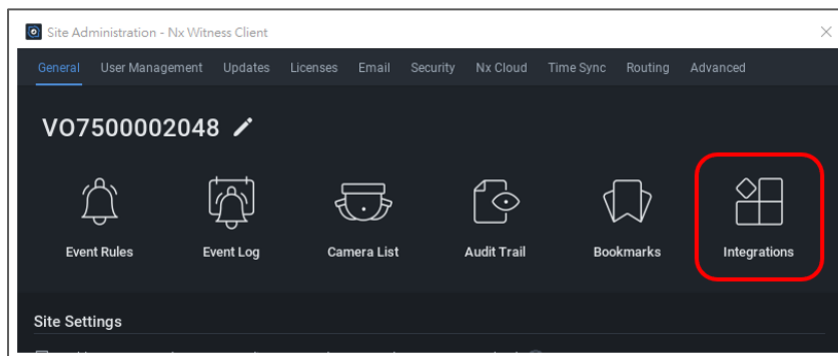 Site Administration - Nx Witness Client
General User Management Updates Licenses Email Security Nx Cloud Time Sync Routing Advanced
VO7500002048
Event Rules Event Log Camera List Audit Trail Bookmarks Integrations
Site Settings